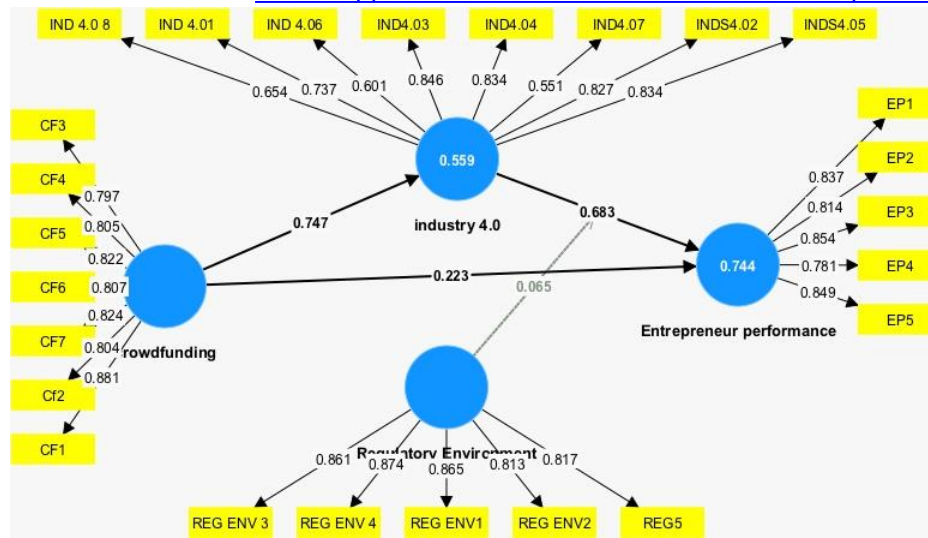 IND 4.0 8 IND 4.01 IND 4.06 IND4.03 IND4.04 IND4.07 INDS4.02 INDS4.05
0.654 0.737 0.601 0.846 0.834 0.551 0.827 0.834
CF3
CF4
CF5
CF6
CF7
Cf2
CF1
0.797
0.805
0.822
0.807
0.824
0.804
0.881
rowdfunding
0.559
industry 4.0
0.747
0.683
0.223
0.065
0.744
Entrepreneur performance
EP1
EP2
EP3
EP4
EP5
0.837
0.814
0.854
0.781
0.849
Regulatory Environment
0.861 0.874 0.865 0.813 0.817
REG ENV 3 REG ENV 4 REG ENV1 REG ENV2 REG5